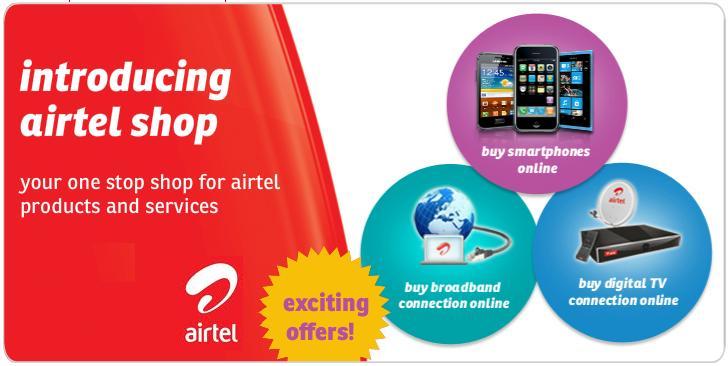 introducing
airtel shop
your one stop shop for airtel
products and services
airtel
exciting
offers!
buy smartphones
online
buy broadband
connection online
airtel
buy digital TV
connection online